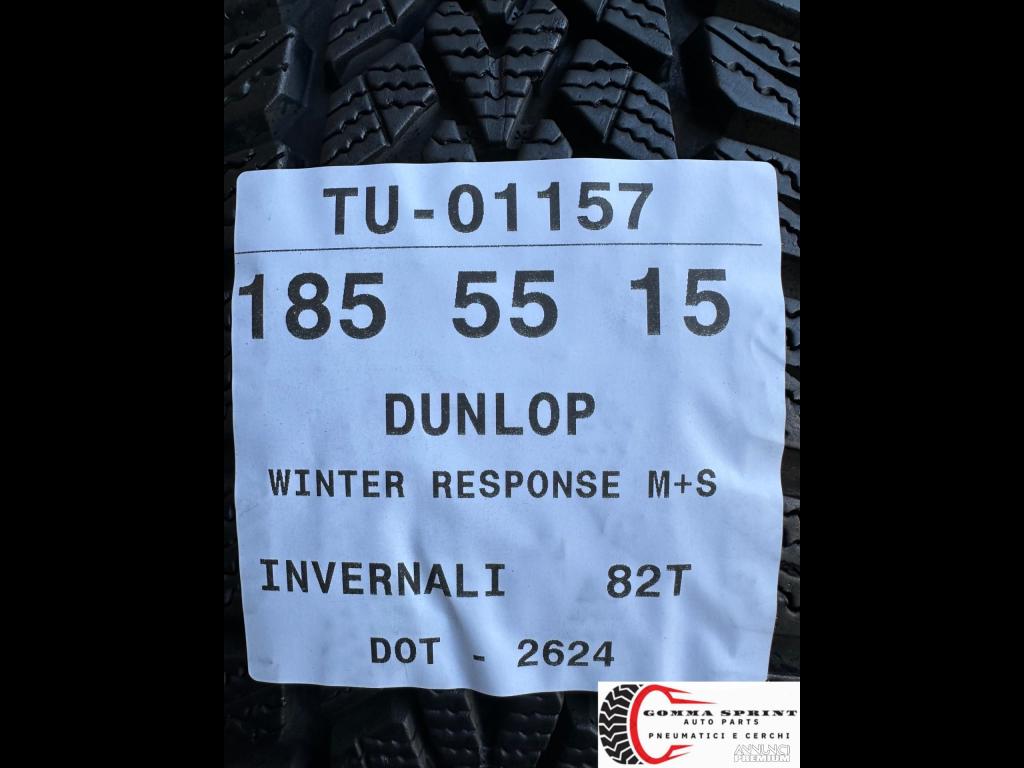 TU-01157
185 55 15
DUNLOP
WINTER RESPONSE M+S
INVERNALI 82T
DOT - 2624
GOMMA SPRINT
AUTO PARTS
PNEUMATICI E CERCHI
ANNUNCI
PREMIUM